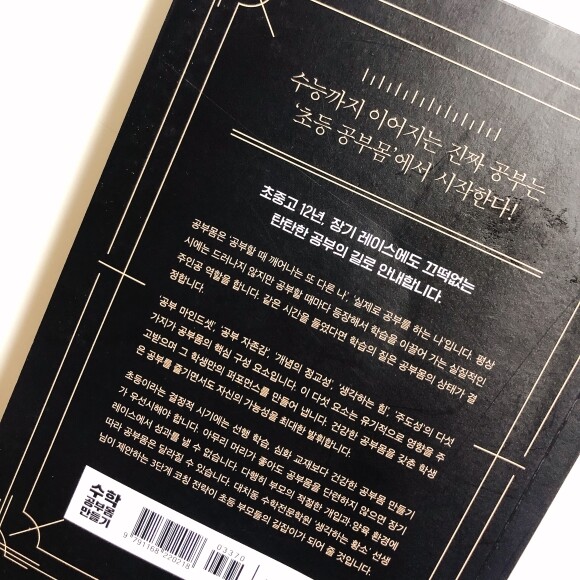 수능까지 이어지는 진짜 공부는,
'초등 공부몸'에서 시작한다!
초중고 12년, 장기 레이스에도 끄떡없는
탄탄한 공부의 길로 안내합니다.
공부몸은 '공부할 때 깨어나는 또 다른 나', '실제로 공부를 하는 나'입니다. 평상
시에는 드러나지 않지만 공부할 때마다 등장해서 학습을 이끌어 가는 실질적인
주인공 역할을 합니다. 같은 시간을 들였다면 학습의 질은 공부몸의 상태가 결
정합니다.
'공부 마인드셋', '공부 자존감', '개념의 정교성', '생각하는 힘', '주도성'의 다섯
가지가 공부몸의 핵심 구성 요소입니다. 이 다섯 요소는 유기적으로 영향을 주
고받으며 그 학생만의 퍼포먼스를 만들어 냅니다. 건강한 공부몸을 갖춘 학생
은 공부를 즐기면서도 자신의 가능성을 최대한 발휘합니다.
초등이라는 결정적 시기에는 선행 학습, 심화 교재보다 건강한 공부몸 만들기
가 우선시돼야 합니다. 아무리 머리가 좋아도 공부몸을 단련하지 않으면 장기
레이스에서 성과를 낼 수 없습니다. 다행히 부모의 적절한 개입과 양육 환경에
따라 공부몸은 달라질 수 있습니다. 대치동 수학전문학원 '생각하는 황소' 선생
님이 제안하는 3단계 코칭 전략이 초등 부모들의 길잡이가 되어 줄 것입니다.
수학
공부몸
만들기
03370
9 791168 220218